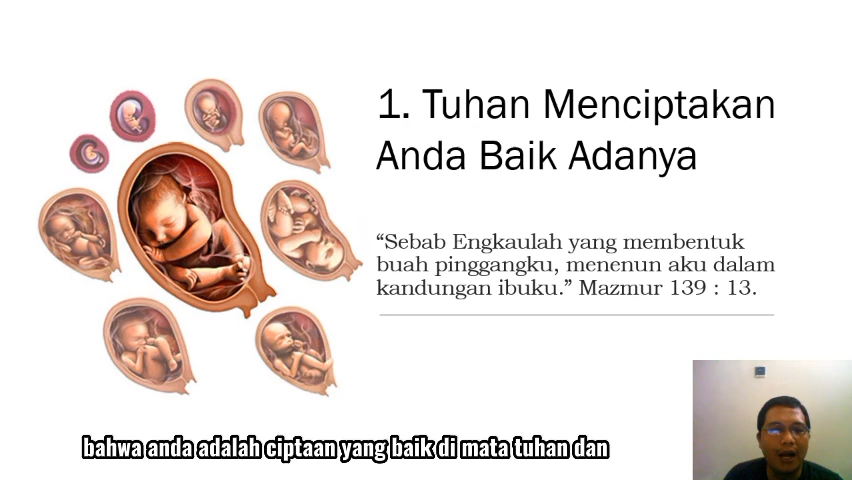 1. Tuhan Menciptakan
Anda Baik Adanya
“Sebab Engkaulah yang membentuk
buah pinggangku, menenun aku dalam
kandungan ibuku.” Mazmur 139 : 13.
bahwa anda adalah ciptaan yang baik di mata tuhan dan